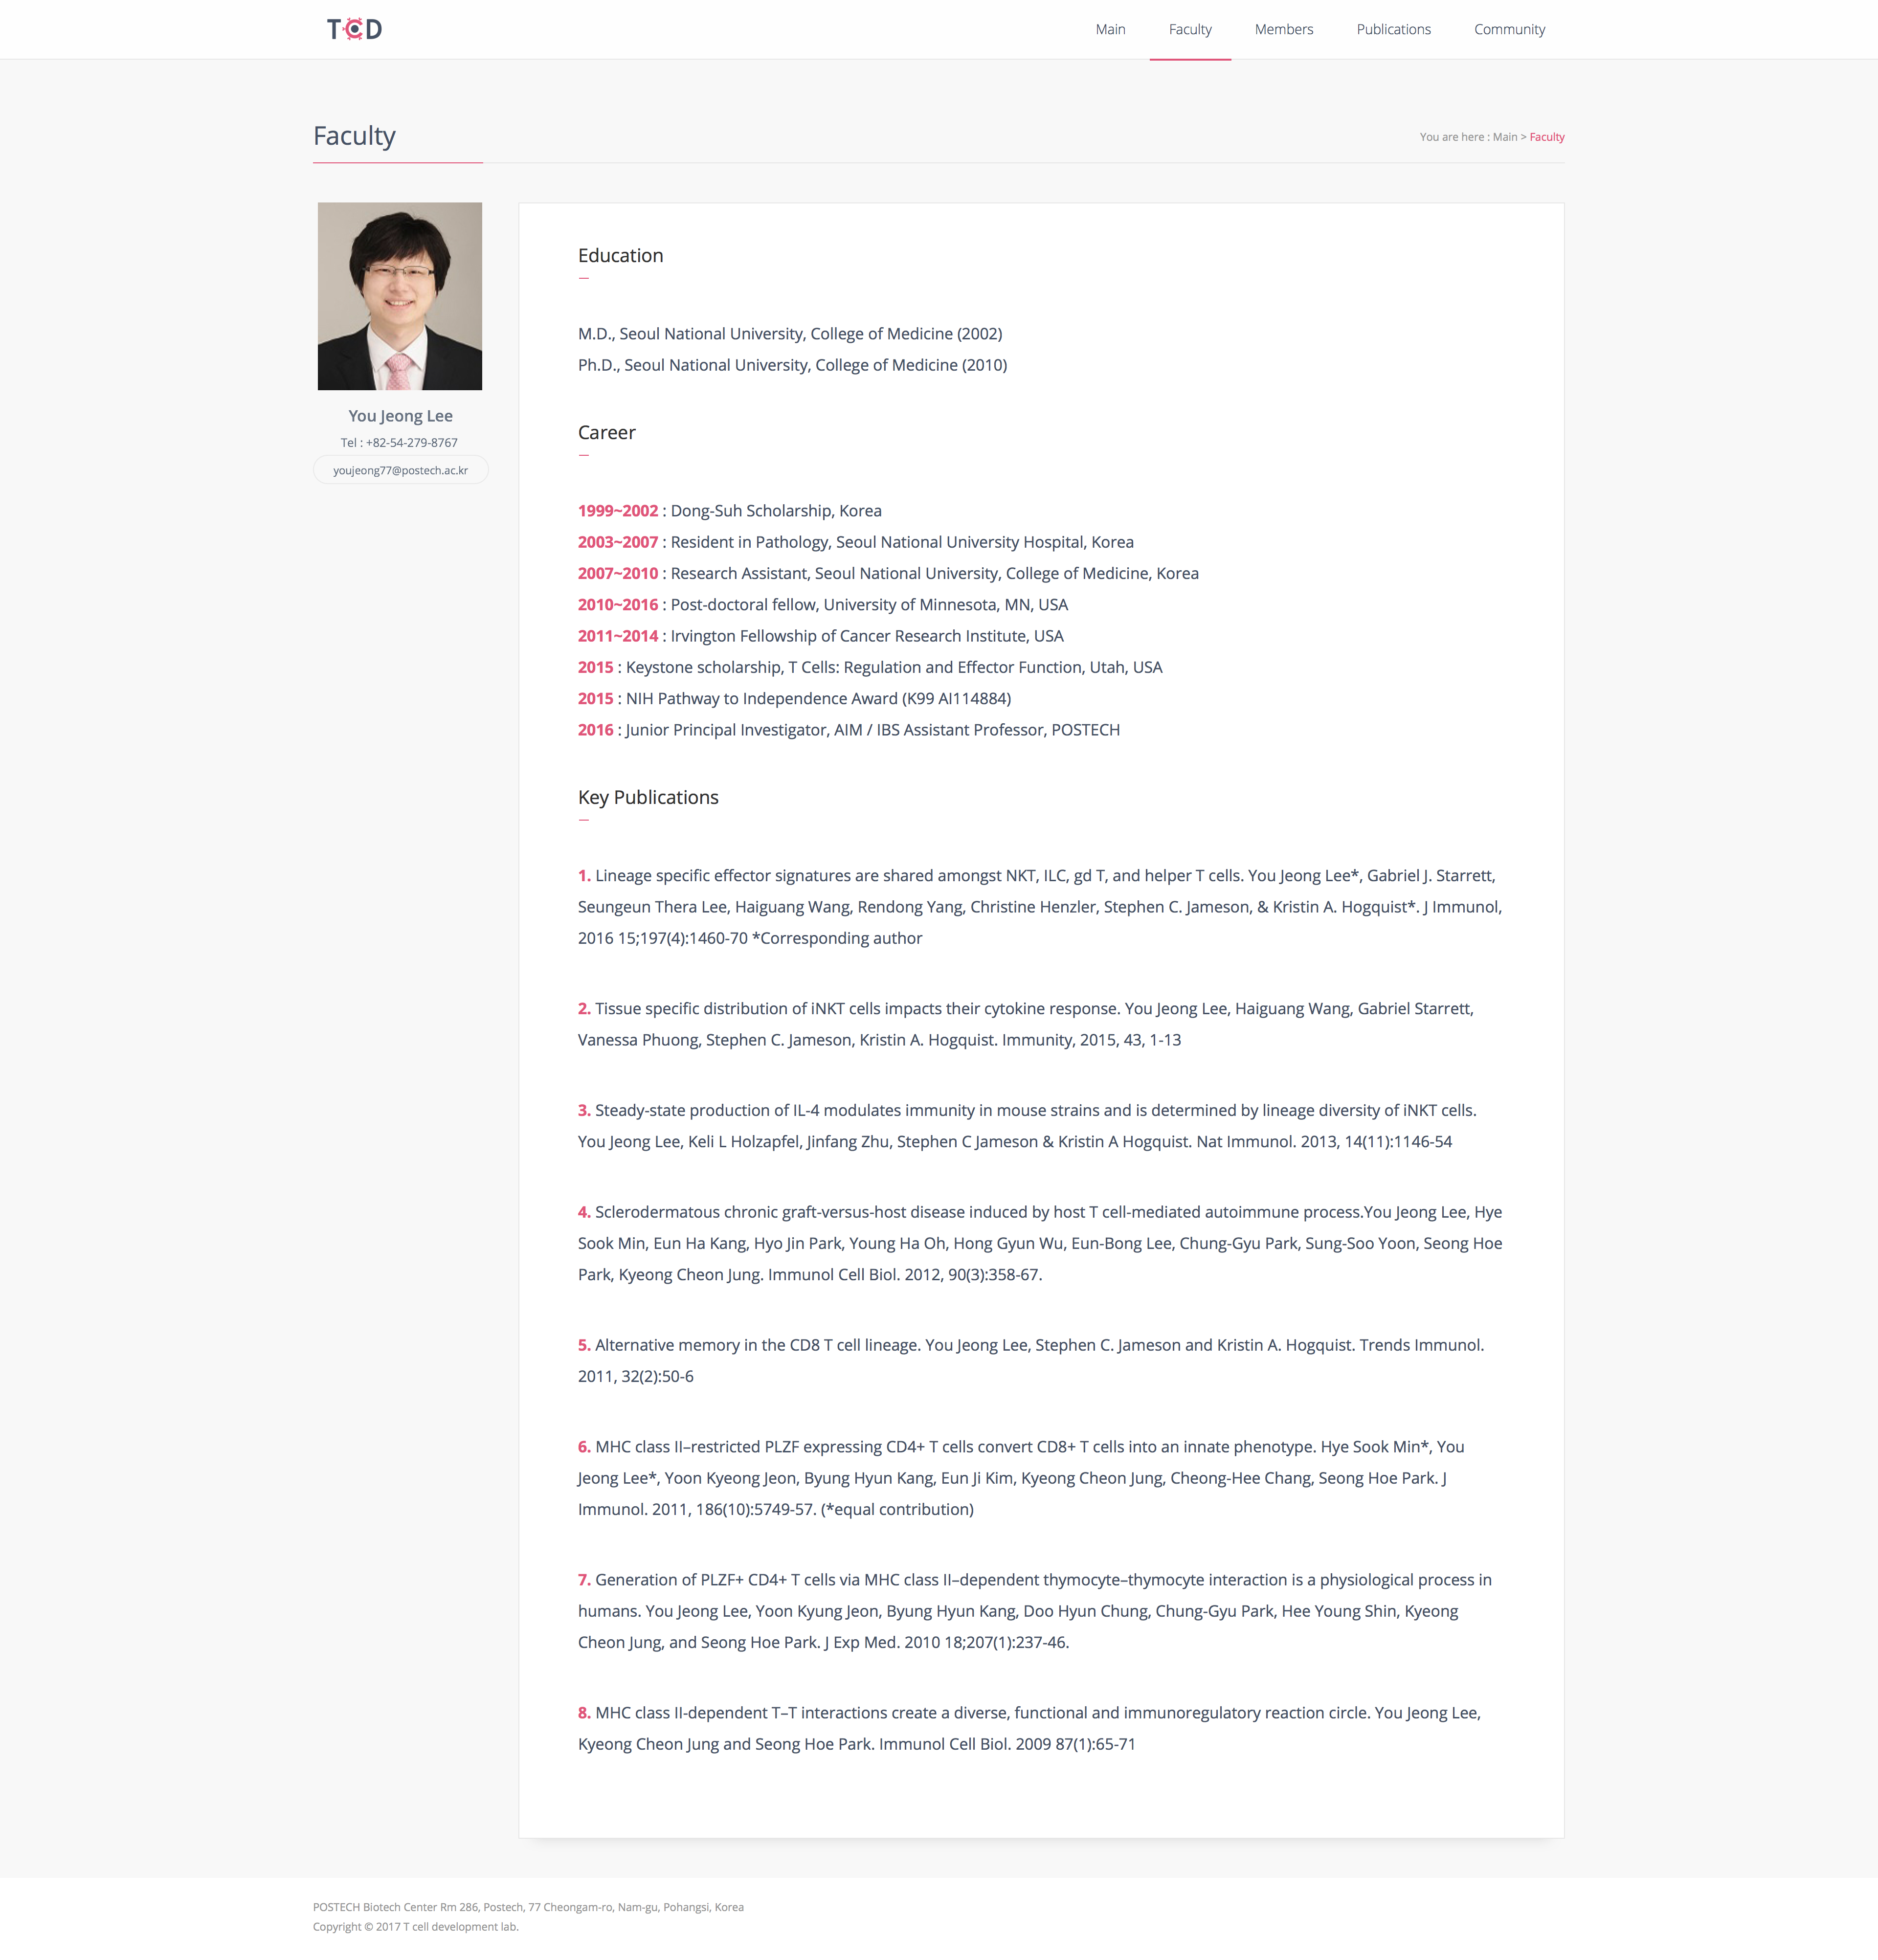 TCD
Main
Faculty
Members
Publications
Community
Faculty
You are here : Main > Faculty
You Jeong Lee
Tel : +82-54-279-8767
youjeong77@postech.ac.kr
Education
M.D., Seoul National University, College of Medicine (2002)
Ph.D., Seoul National University, College of Medicine (2010)
Career
1999~2002 : Dong-Suh Scholarship, Korea
2003~2007 : Resident in Pathology, Seoul National University Hospital, Korea
2007~2010 : Research Assistant, Seoul National University, College of Medicine, Korea
2010~2016 : Post-doctoral fellow, University of Minnesota, MN, USA
2011~2014 : Irvington Fellowship of Cancer Research Institute, USA
2015 : Keystone scholarship, T Cells: Regulation and Effector Function, Utah, USA
2015 : NIH Pathway to Independence Award (K99 AI114884)
2016 : Junior Principal Investigator, AIM / IBS Assistant Professor, POSTECH
Key Publications
1. Lineage specific effector signatures are shared amongst NKT, ILC, gd T, and helper T cells. You Jeong Lee*, Gabriel J. Starrett,
Seungeun Thera Lee, Haiguang Wang, Rendong Yang, Christine Henzler, Stephen C. Jameson, & Kristin A. Hogquist*. J Immunol,
2016 15;197(4):1460-70 *Corresponding author
2. Tissue specific distribution of iNKT cells impacts their cytokine response. You Jeong Lee, Haiguang Wang, Gabriel Starrett,
Vanessa Phuong, Stephen C. Jameson, Kristin A. Hogquist. Immunity, 2015, 43, 1-13
3. Steady-state production of IL-4 modulates immunity in mouse strains and is determined by lineage diversity of iNKT cells.
You Jeong Lee, Keli L Holzapfel, Jinfang Zhu, Stephen C Jameson & Kristin A Hogquist. Nat Immunol. 2013, 14(11):1146-54
4. Sclerodermatous chronic graft-versus-host disease induced by host T cell-mediated autoimmune process.You Jeong Lee, Hye
Sook Min, Eun Ha Kang, Hyo Jin Park, Young Ha Oh, Hong Gyun Wu, Eun-Bong Lee, Chung-Gyu Park, Sung-Soo Yoon, Seong Hoe
Park, Kyeong Cheon Jung. Immunol Cell Biol. 2012, 90(3):358-67.
5. Alternative memory in the CD8 T cell lineage. You Jeong Lee, Stephen C. Jameson and Kristin A. Hogquist. Trends Immunol.
2011, 32(2):50-6
6. MHC class II–restricted PLZF expressing CD4+ T cells convert CD8+ T cells into an innate phenotype. Hye Sook Min*, You
Jeong Lee*, Yoon Kyeong Jeon, Byung Hyun Kang, Eun Ji Kim, Kyeong Cheon Jung, Cheong-Hee Chang, Seong Hoe Park. J
Immunol. 2011, 186(10):5749-57. (*equal contribution)
7. Generation of PLZF+ CD4+ T cells via MHC class II–dependent thymocyte–thymocyte interaction is a physiological process in
humans. You Jeong Lee, Yoon Kyung Jeon, Byung Hyun Kang, Doo Hyun Chung, Chung-Gyu Park, Hee Young Shin, Kyeong
Cheon Jung, and Seong Hoe Park. J Exp Med. 2010 18;207(1):237-46.
8. MHC class II-dependent T–T interactions create a diverse, functional and immunoregulatory reaction circle. You Jeong Lee,
Kyeong Cheon Jung and Seong Hoe Park. Immunol Cell Biol. 2009 87(1):65-71
POSTECH Biotech Center Rm 286, Postech, 77 Cheongam-ro, Nam-gu, Pohangsi, Korea
Copyright © 2017 T cell development lab.